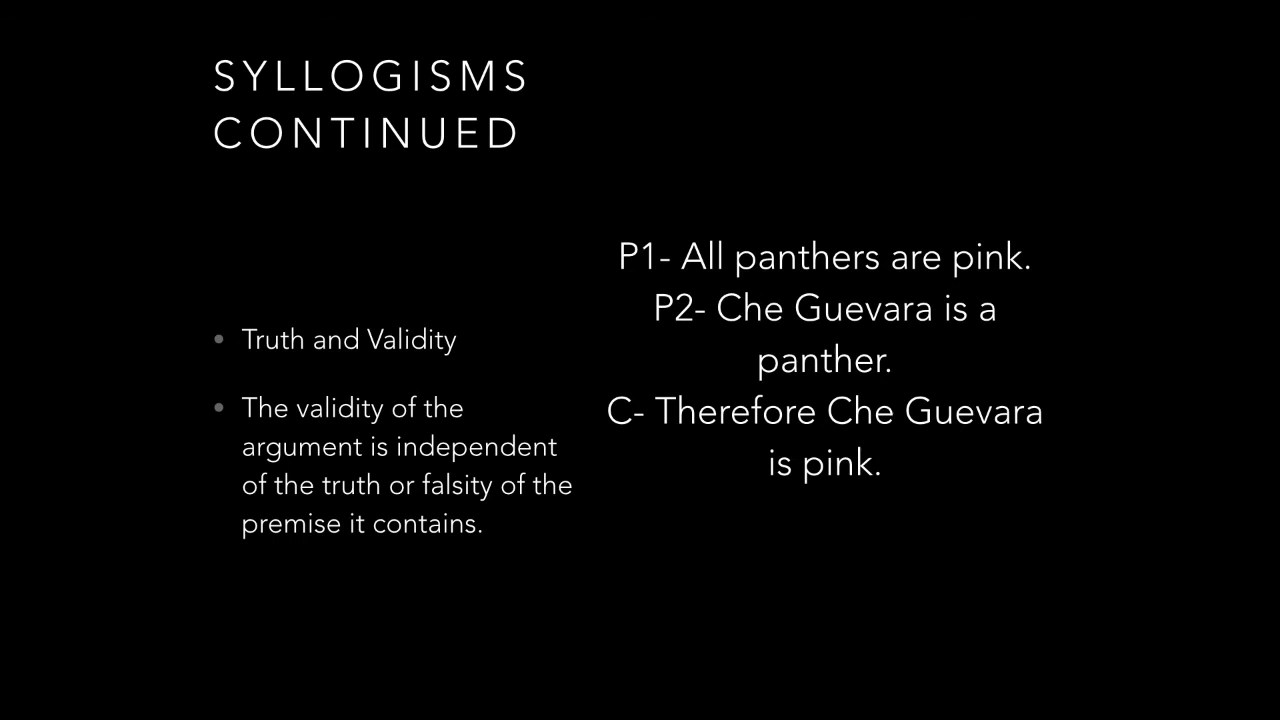 SYLLOGISMS
CONTINUED
• Truth and Validity
• The validity of the
argument is independent
of the truth or falsity of the
premise it contains.
P1- All panthers are pink.
P2- Che Guevara is a
panther.
C- Therefore Che Guevara
is pink.